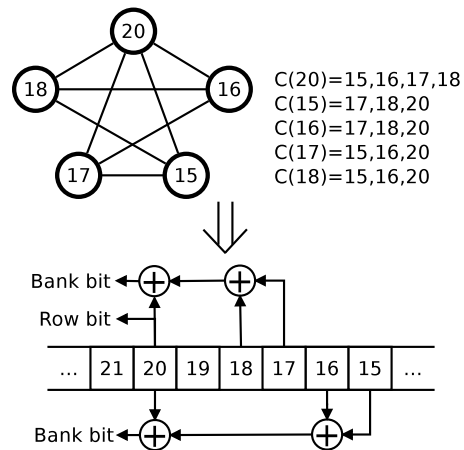 20
18 16
17 15
C(20)=15,16,17,18
C(15)=17,18,20
C(16)=17,18,20
C(17)=15,16,20
C(18)=15,16,20
Bank bit + +
Row bit
... 21 20 19 18 17 16 15 ...
Bank bit + +